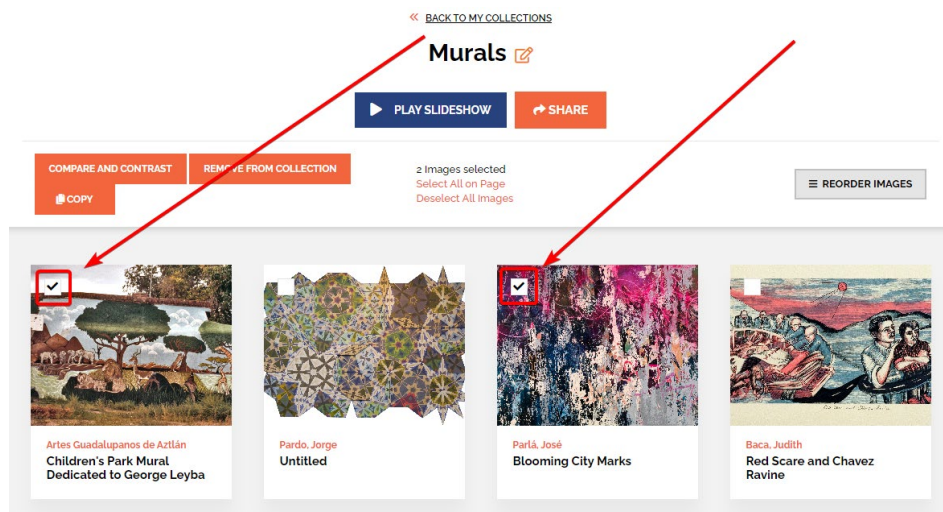 « BACK TO MY COLLECTIONS
Murals
PLAY SLIDESHOW
SHARE
COMPARE AND CONTRAST
REMOVE FROM COLLECTION
COPY
2 Images selected
Select All on Page
Deselect All Images
REORDER IMAGES
Artes Guadalupanos de Aztlán
Children's Park Mural
Dedicated to George Leyba
Pardo, Jorge
Untitled
Parlá, José
Blooming City Marks
Baca, Judith
Red Scare and Chavez
Ravine